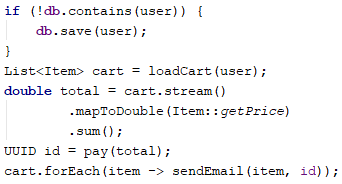 if (!db.contains(user)) {
    db.save(user);
}
List<Item> cart = loadCart(user);
double total = cart.stream()
        .mapToDouble(Item::getPrice)
        .sum();
UUID id = pay(total);
cart.forEach(item -> sendEmail(item, id));